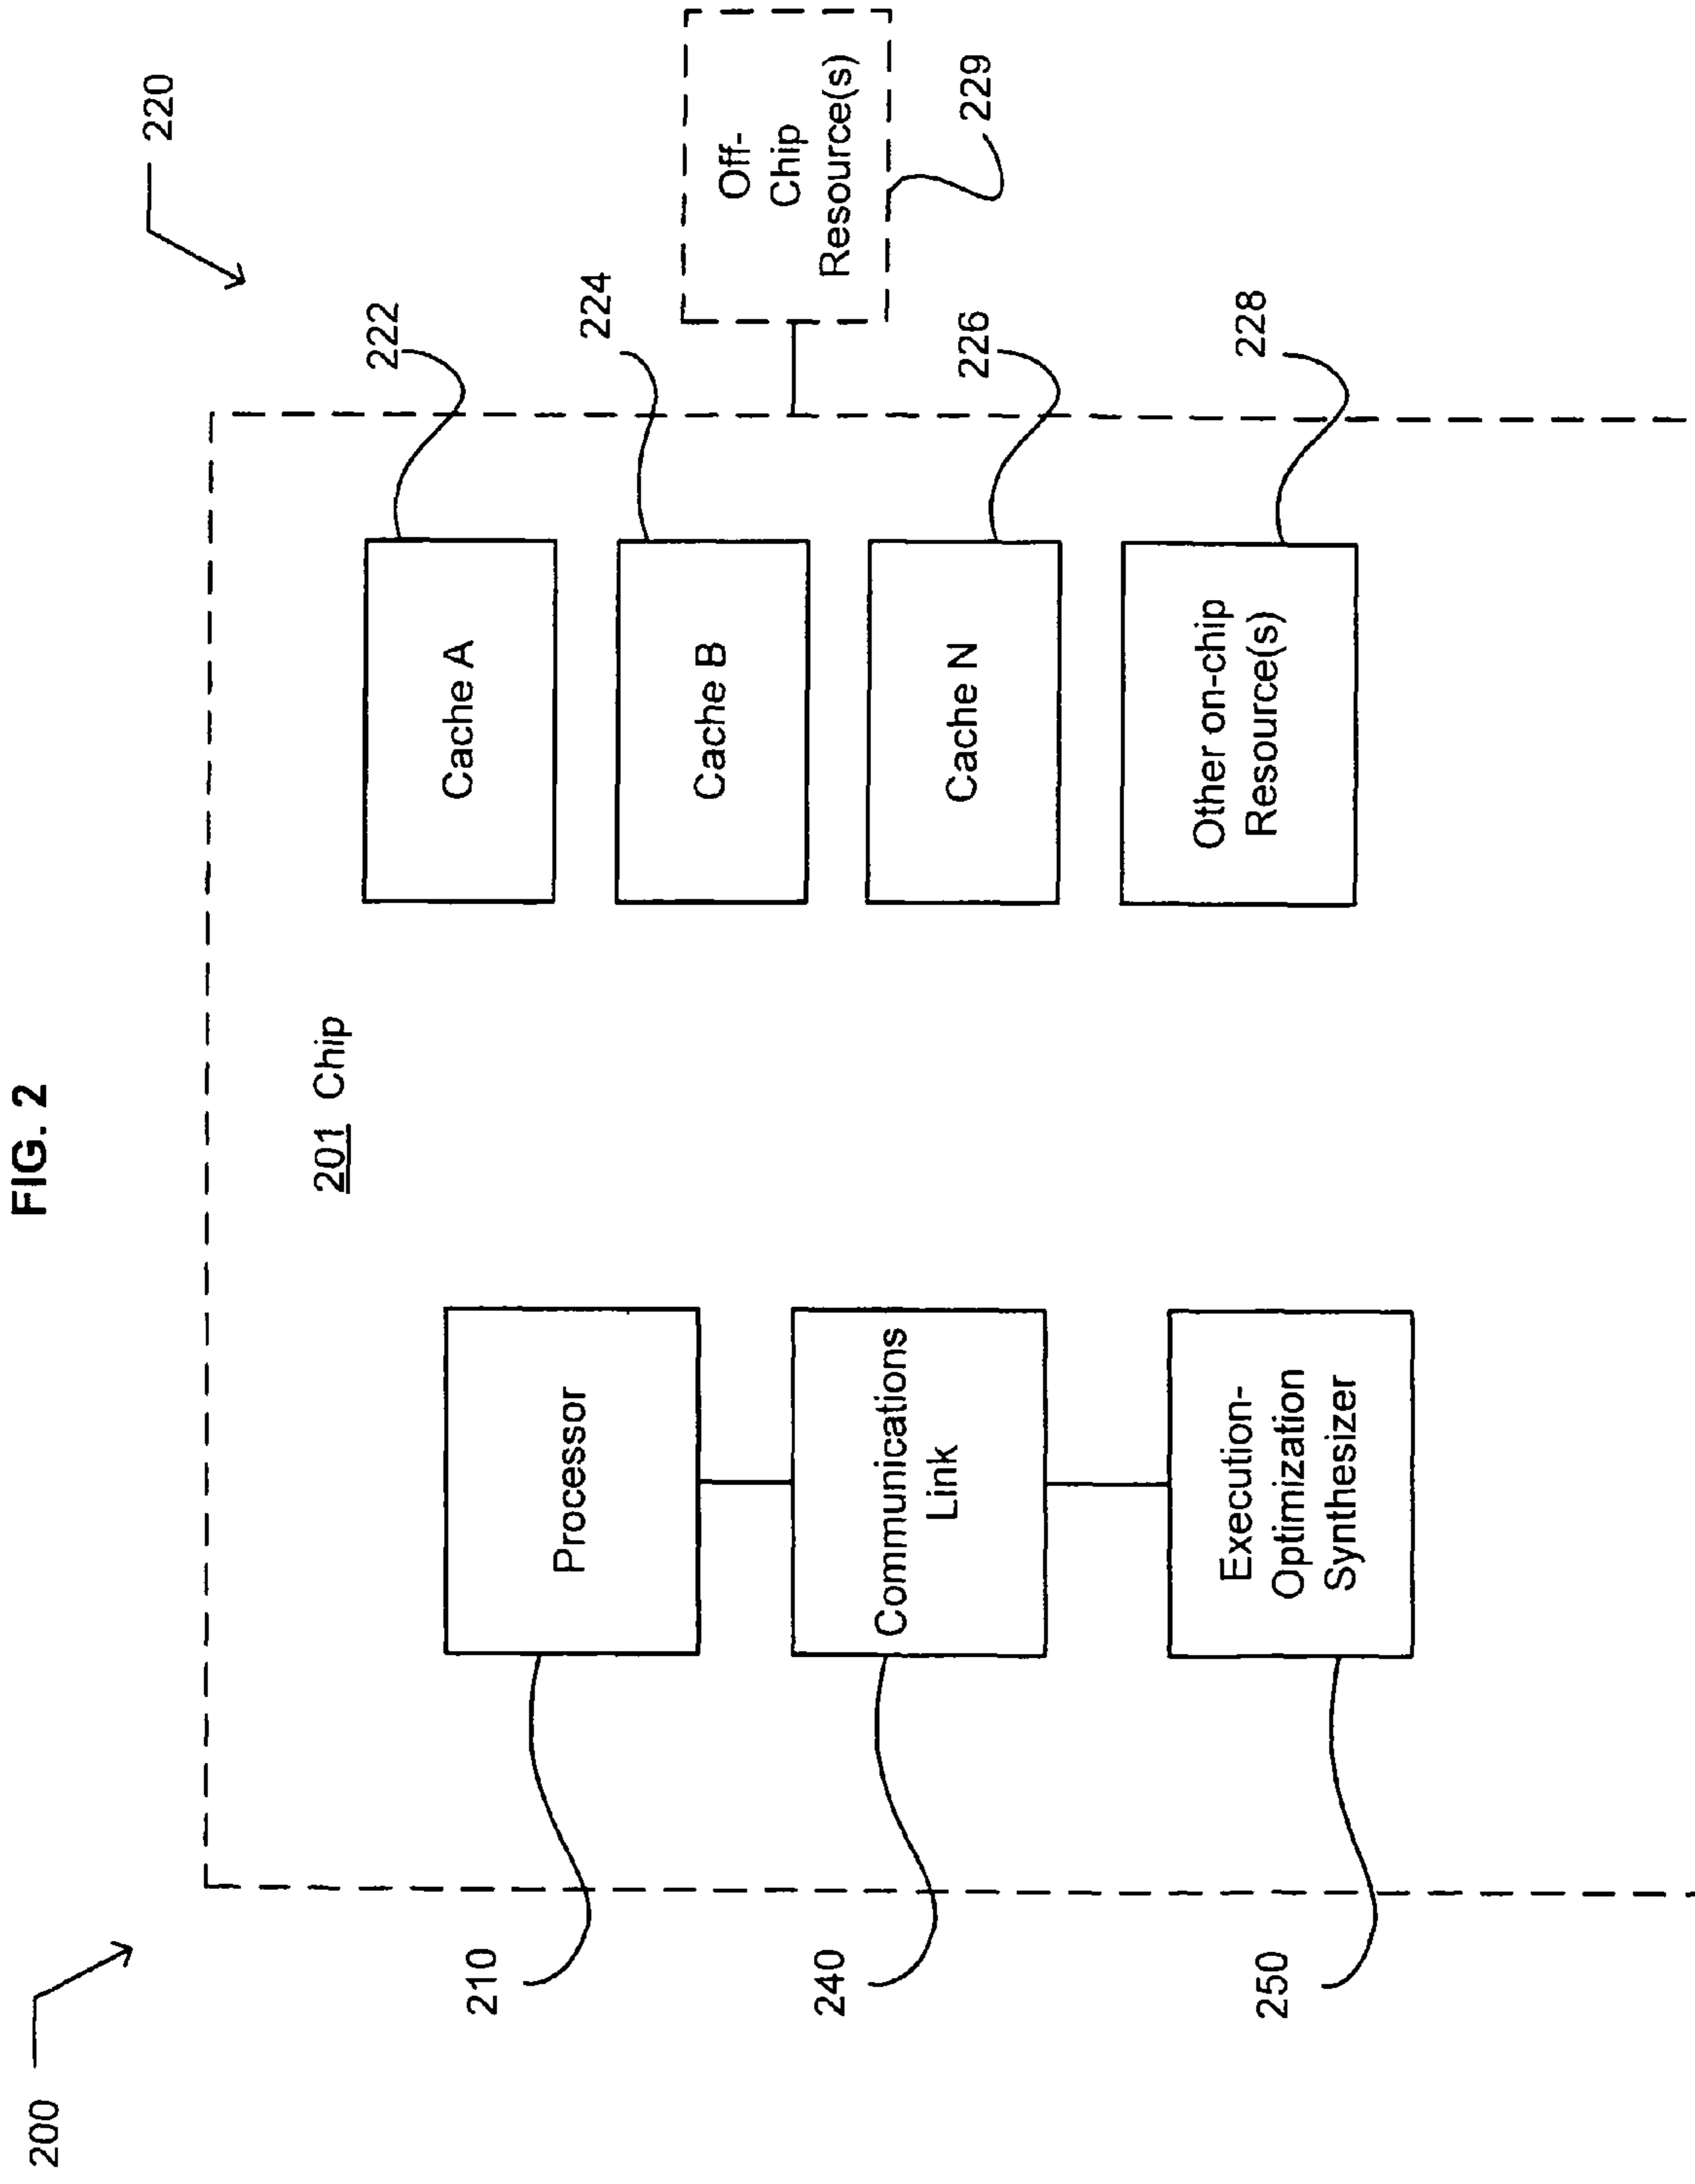 FIG. 2
200
220
201 Chip
210
Processor
240
Communications
Link
250
Execution-
Optimization
Synthesizer
Cache A
222
Cache B
224
Cache N
226
Other on-chip
Resource(s)
228
Off-
Chip
Resource(s)
229